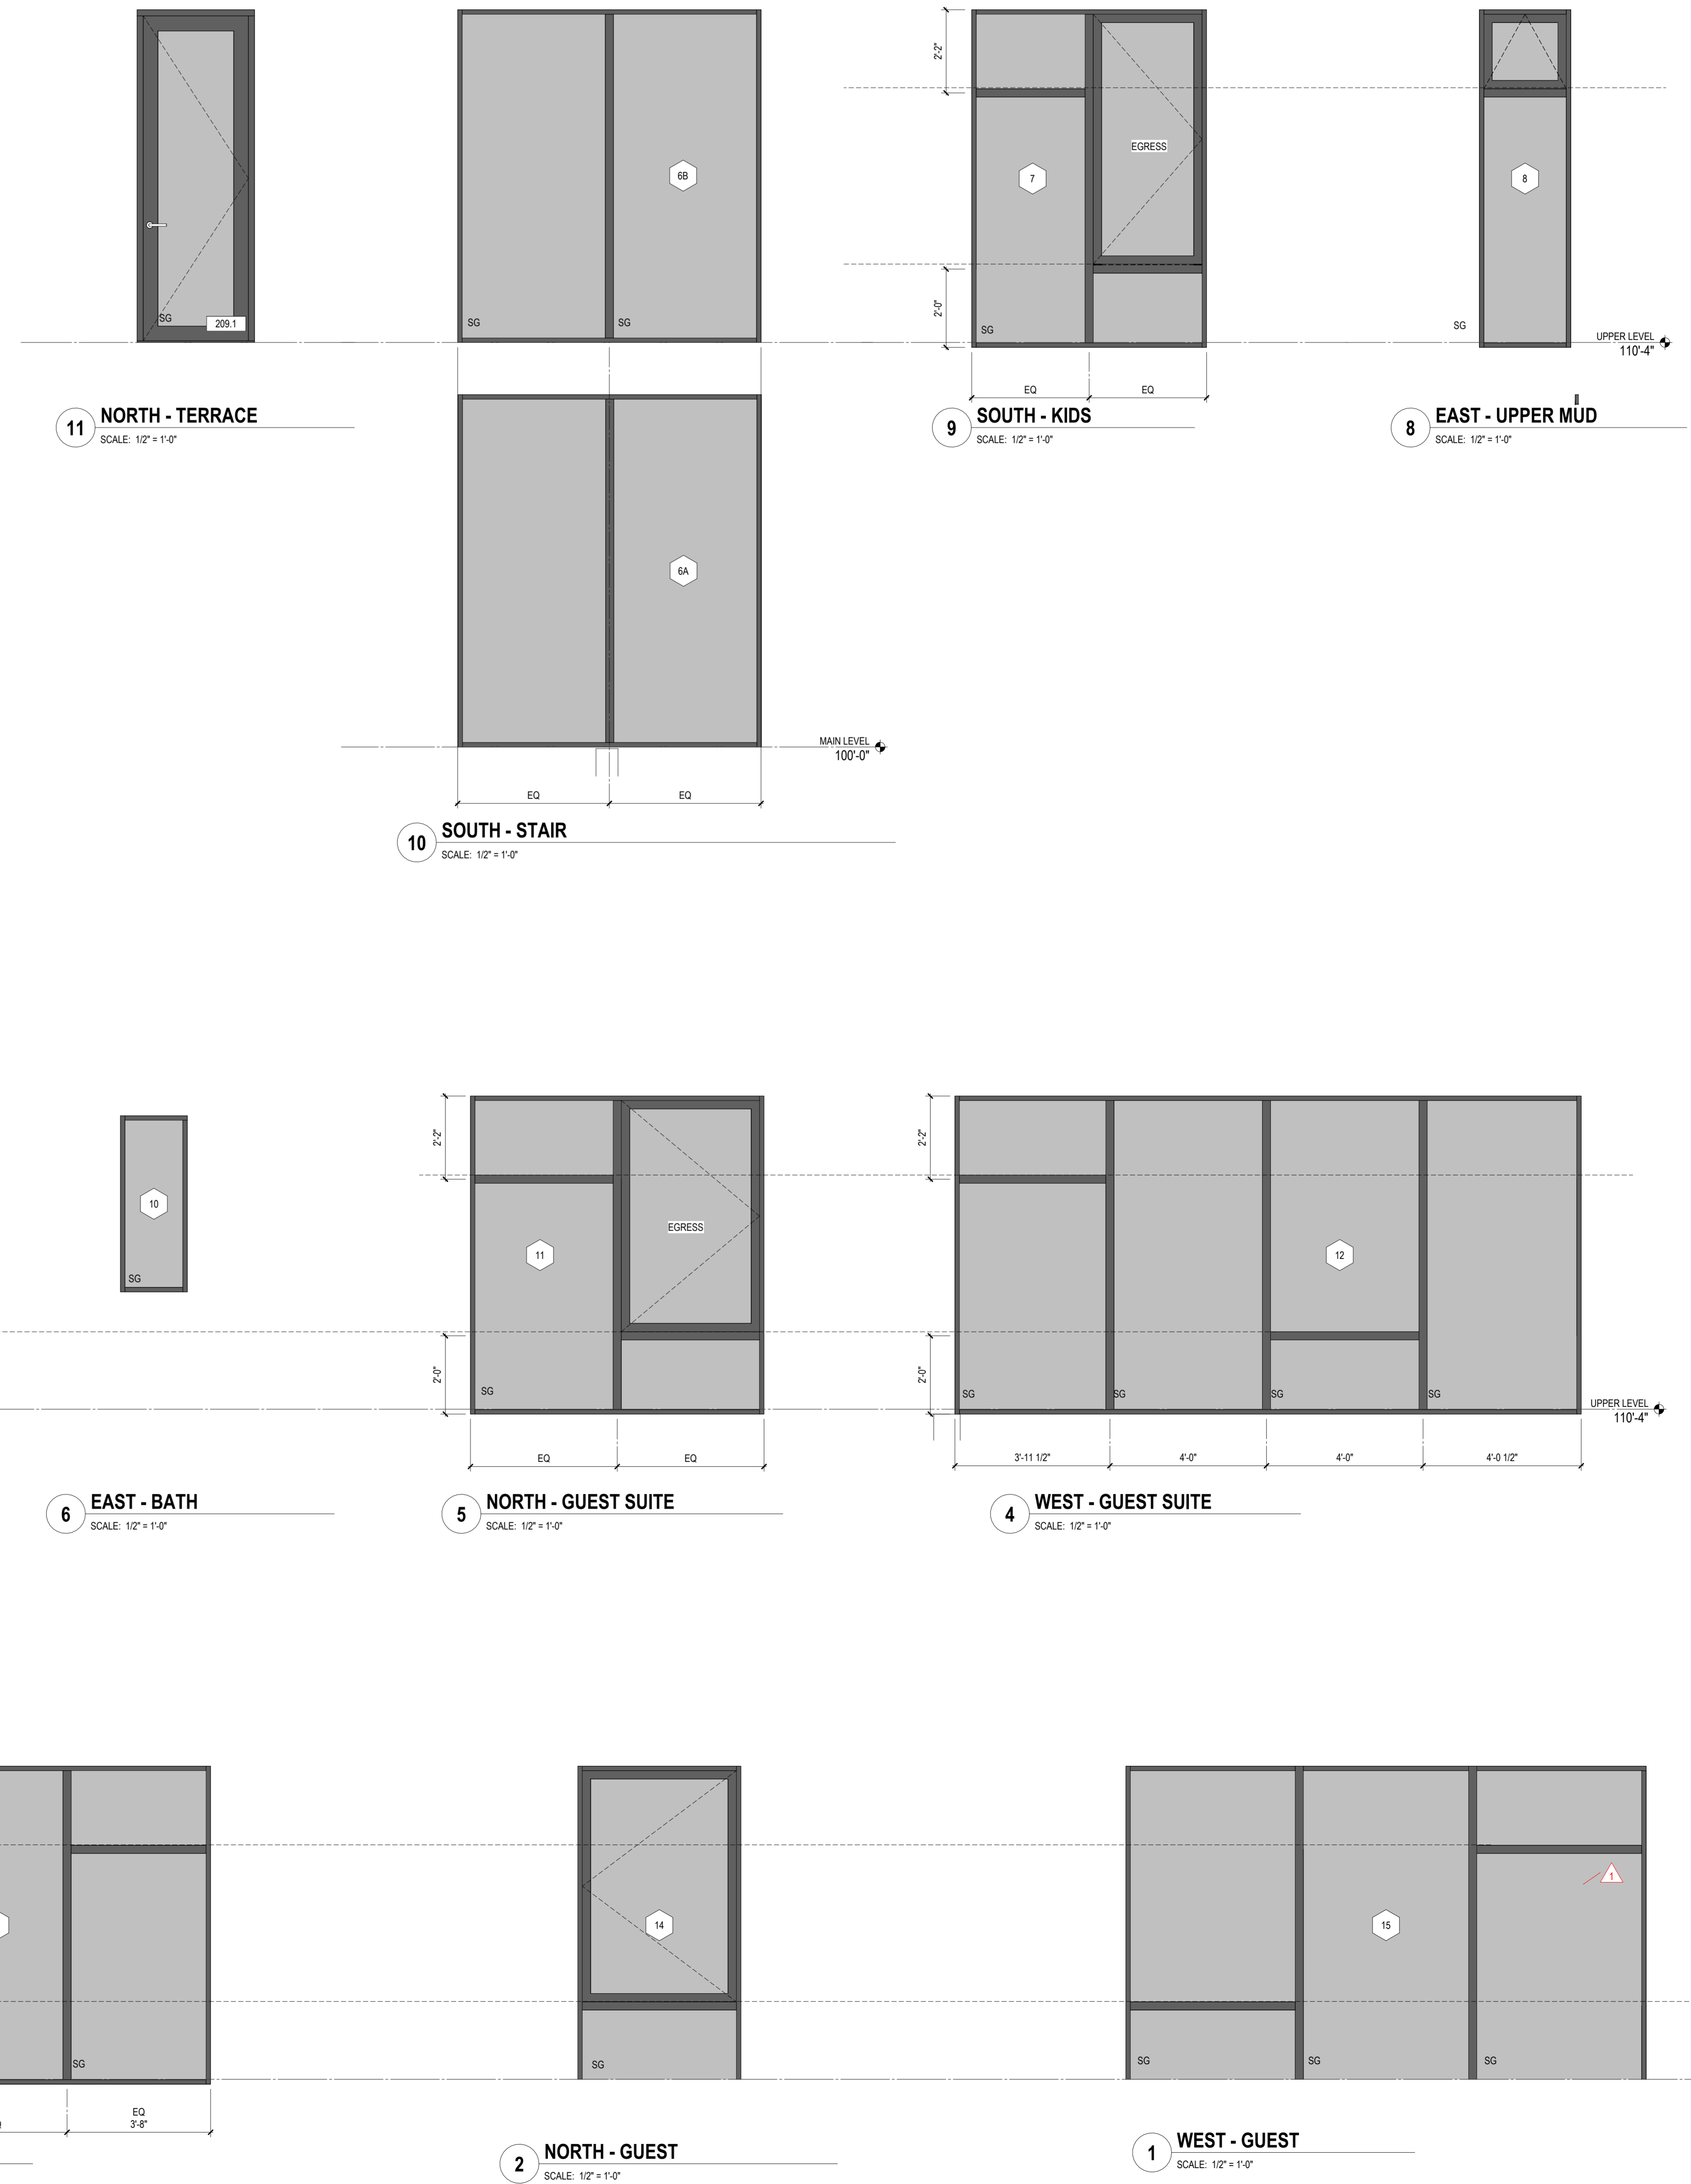 2'-2"
6B
EGRESS
7
8
2'-0"
SG
209.1
SG
SG
SG
SG
UPPER LEVEL
110'-4"
EQ
EQ
11
NORTH - TERRACE
SCALE: 1/2" = 1'-0"
9
SOUTH - KIDS
SCALE: 1/2" = 1'-0"
8
EAST - UPPER MUD
SCALE: 1/2" = 1'-0"
6A
MAIN LEVEL
100'-0"
EQ
EQ
10
SOUTH - STAIR
SCALE: 1/2" = 1'-0"
2'-2"
2'-2"
10
EGRESS
11
12
SG
2'-0"
2'-0"
SG
SG
SG
SG
SG
UPPER LEVEL
110'-4"
EQ
EQ
3'-11 1/2"
4'-0"
4'-0"
4'-0 1/2"
6
EAST - BATH
SCALE: 1/2" = 1'-0"
5
NORTH - GUEST SUITE
SCALE: 1/2" = 1'-0"
4
WEST - GUEST SUITE
SCALE: 1/2" = 1'-0"
1
14
15
SG
SG
SG
SG
SG
EQ
3'-8"
2
NORTH - GUEST
SCALE: 1/2" = 1'-0"
1
WEST - GUEST
SCALE: 1/2" = 1'-0"